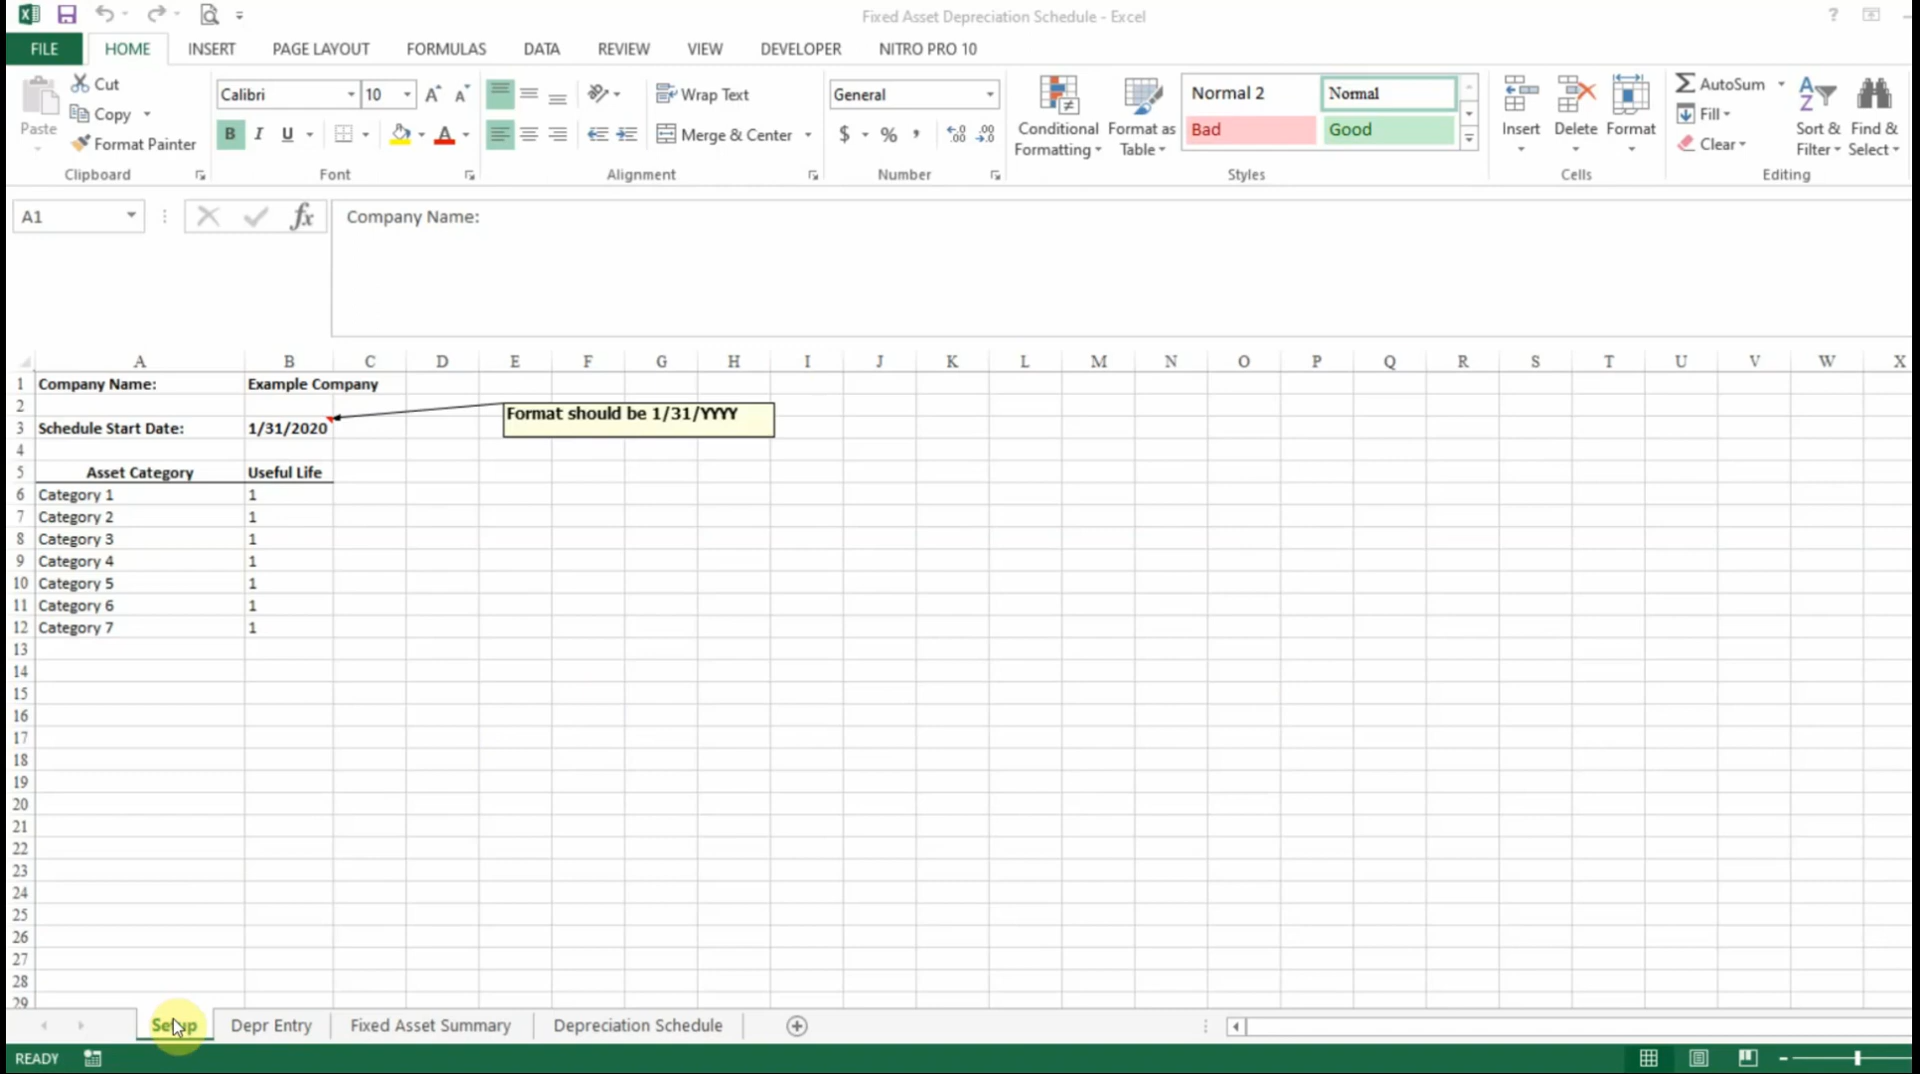 Fixed Asset Depreciation Schedule - Excel
?
FILE HOME INSERT PAGE LAYOUT FORMULAS DATA REVIEW VIEW DEVELOPER NITRO PRO 10
Paste
Cut
Copy
Format Painter
Clipboard
Calibri 10
B I U A
Font
Wrap Text
Merge & Center
Alignment
General
$ % ,
Number
Conditional Formatting
Format as Table
Normal 2 Normal
Bad Good
Styles
Insert Delete Format
Cells
AutoSum
Fill
Clear
Sort & Filter
Find & Select
Editing
A1 fx Company Name:
A B C D E F G H I J K L M N O P Q R S T U V W X
1 Company Name: Example Company
2
Format should be 1/31/YYYY
3 Schedule Start Date: 1/31/2020
4
5 Asset Category Useful Life
6 Category 1 1
7 Category 2 1
8 Category 3 1
9 Category 4 1
10 Category 5 1
11 Category 6 1
12 Category 7 1
13
14
15
16
17
18
19
20
21
22
23
24
25
26
27
28
29
Setup Depr Entry Fixed Asset Summary Depreciation Schedule
READY